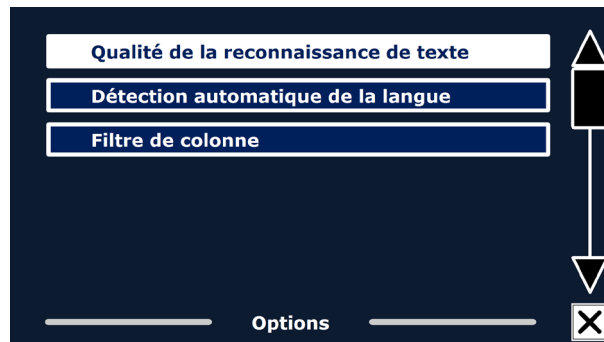 Qualité de la reconnaissance de texte
Détection automatique de la langue
Filtre de colonne
Options